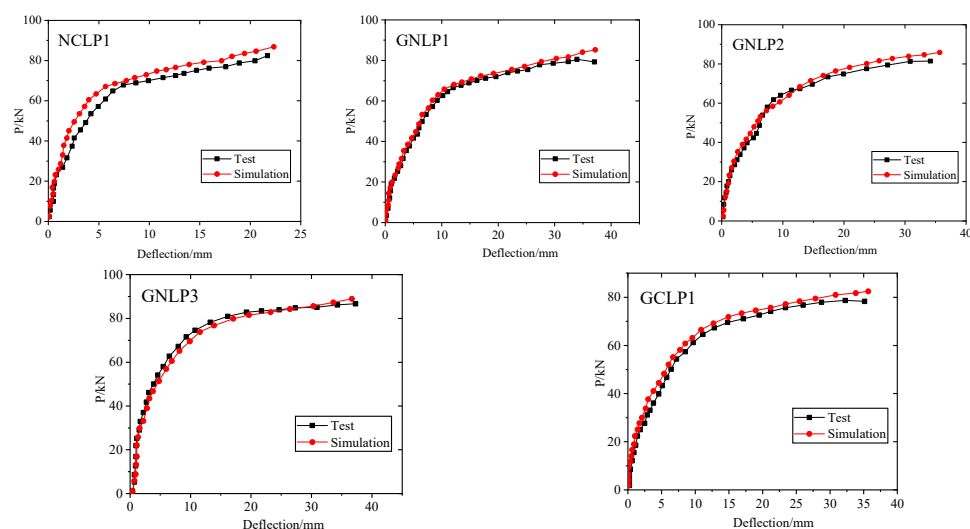 NCLP1
P/kN
100
80
60
40
20
0
0 5 10 15 20 25
Deflection/mm
Test
Simulation
GNLP1
P/kN
100
80
60
40
20
0
0 10 20 30 40
Deflection/mm
Test
Simulation
GNLP2
P/kN
100
80
60
40
20
0
0 10 20 30 40
Deflection/mm
Test
Simulation
GNLP3
P/kN
100
80
60
40
20
0
0 10 20 30 40
Deflection/mm
Test
Simulation
GCLP1
P/kN
80
60
40
20
0
0 5 10 15 20 25 30 35 40
Deflection/mm
Test
Simulation